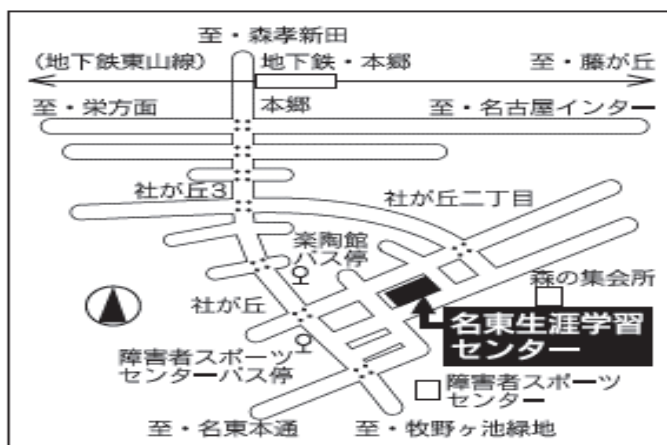 至・森孝新田
（地下鉄東山線）
地下鉄・本郷
至・藤が丘
至・栄方面
本郷
至・名古屋インター
社が丘3
社が丘二丁目
楽陶館
バス停
森の集会所
社が丘
名東生涯学習
センター
障害者スポーツ
センターバス停
障害者スポーツ
センター
至・名東本通
至・牧野ヶ池緑地